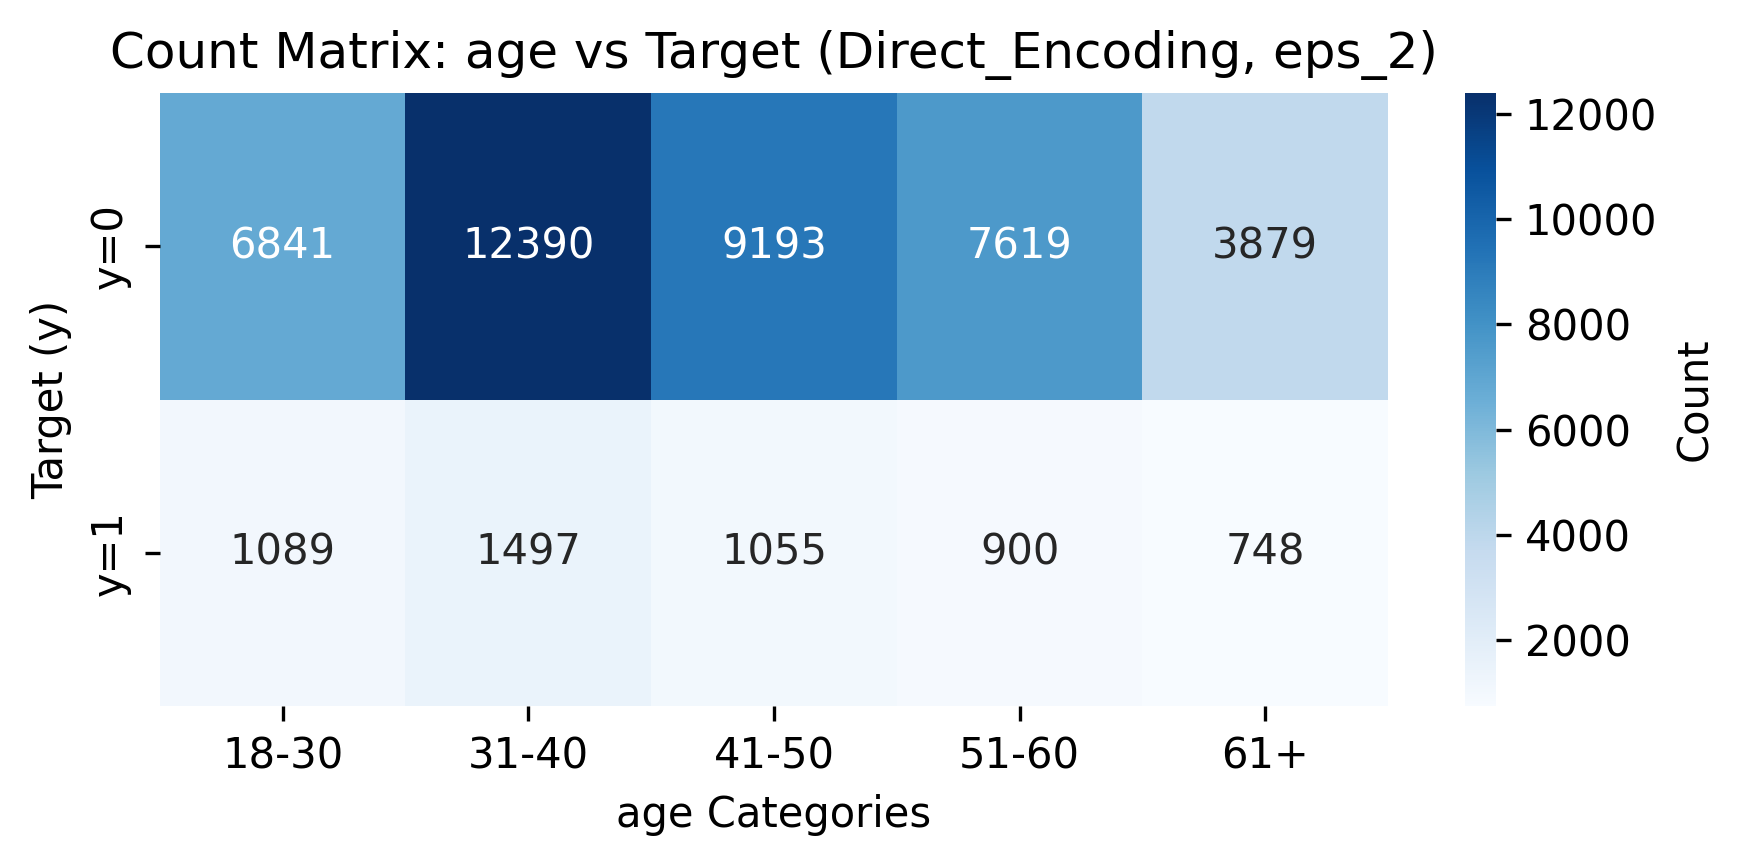 Count Matrix: age vs Target (Direct_Encoding, eps_2)
Target (y)
y=0
6841 12390 9193 7619 3879
y=1
1089 1497 1055 900 748
18-30 31-40 41-50 51-60 61+
age Categories
12000
10000
8000
6000
4000
2000
Count